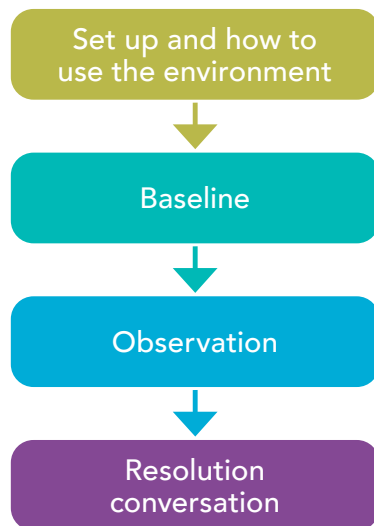 Set up and how to
use the environment
Baseline
Observation
Resolution
conversation